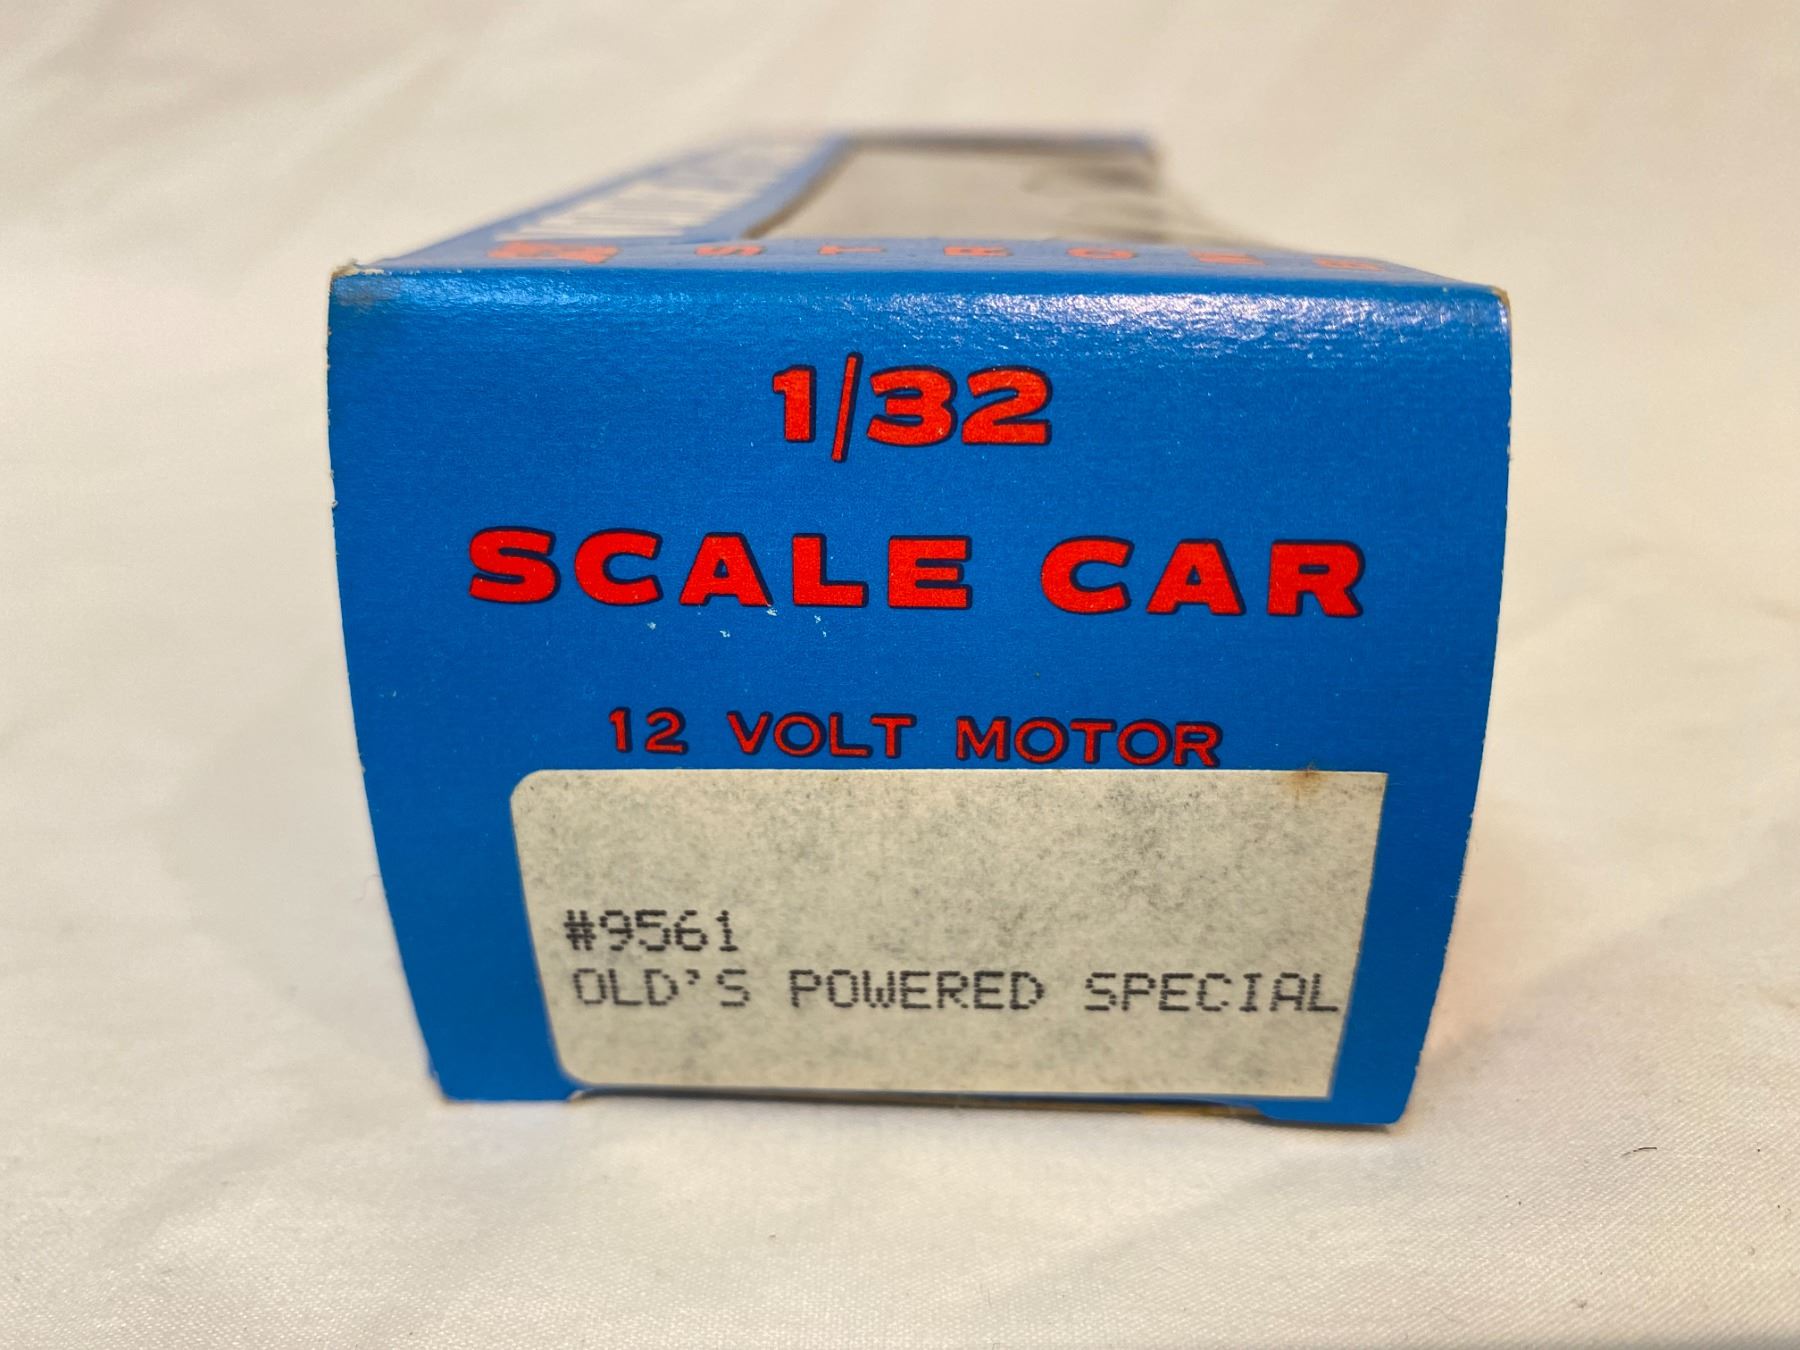 1/32
SCALE CAR
12 VOLT MOTOR
#9561
OLD'S POWERED SPECIAL